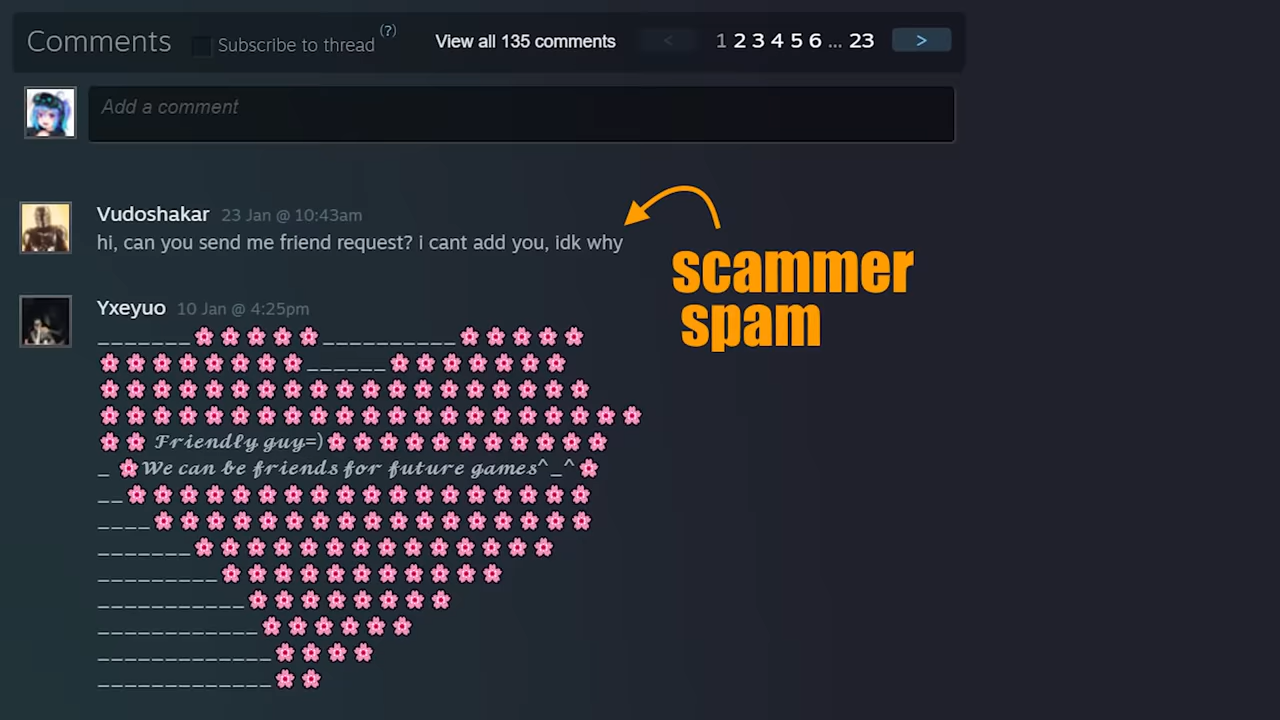 Comments Subscribe to thread (?) View all 135 comments < 1 2 3 4 5 6 ... 23 >
Add a comment
Vudoshakar 23 Jan @ 10:43am
hi, can you send me friend request? i cant add you, idk why
scammer
spam
Yxeyuo 10 Jan @ 4:25pm
_______🌸🌸🌸🌸🌸__________🌸🌸🌸🌸🌸
🌸🌸🌸🌸🌸🌸🌸🌸______🌸🌸🌸🌸🌸🌸🌸
🌸🌸🌸🌸🌸🌸🌸🌸🌸🌸🌸🌸🌸🌸🌸🌸🌸🌸🌸
🌸🌸🌸🌸🌸🌸🌸🌸🌸🌸🌸🌸🌸🌸🌸🌸🌸🌸🌸🌸🌸
🌸🌸 𝓕𝓻𝓲𝓮𝓷𝓭𝓵𝔂 𝓰𝓾𝔂=)🌸🌸🌸🌸🌸🌸🌸🌸🌸🌸🌸
_ 🌸𝓦𝓮 𝓬𝓪𝓷 𝓫𝓮 𝓯𝓻𝓲𝓮𝓷𝓭𝓼 𝓯𝓸𝓻 𝓯𝓾𝓽𝓾𝓻𝓮 𝓰𝓪𝓶𝓮𝓼^_^🌸
__🌸🌸🌸🌸🌸🌸🌸🌸🌸🌸🌸🌸🌸🌸🌸🌸🌸🌸
____🌸🌸🌸🌸🌸🌸🌸🌸🌸🌸🌸🌸🌸🌸🌸🌸🌸
_______🌸🌸🌸🌸🌸🌸🌸🌸🌸🌸🌸🌸🌸🌸
_________🌸🌸🌸🌸🌸🌸🌸🌸🌸🌸🌸
___________🌸🌸🌸🌸🌸🌸🌸🌸
____________🌸🌸🌸🌸🌸🌸
_____________🌸🌸🌸🌸
_____________🌸🌸